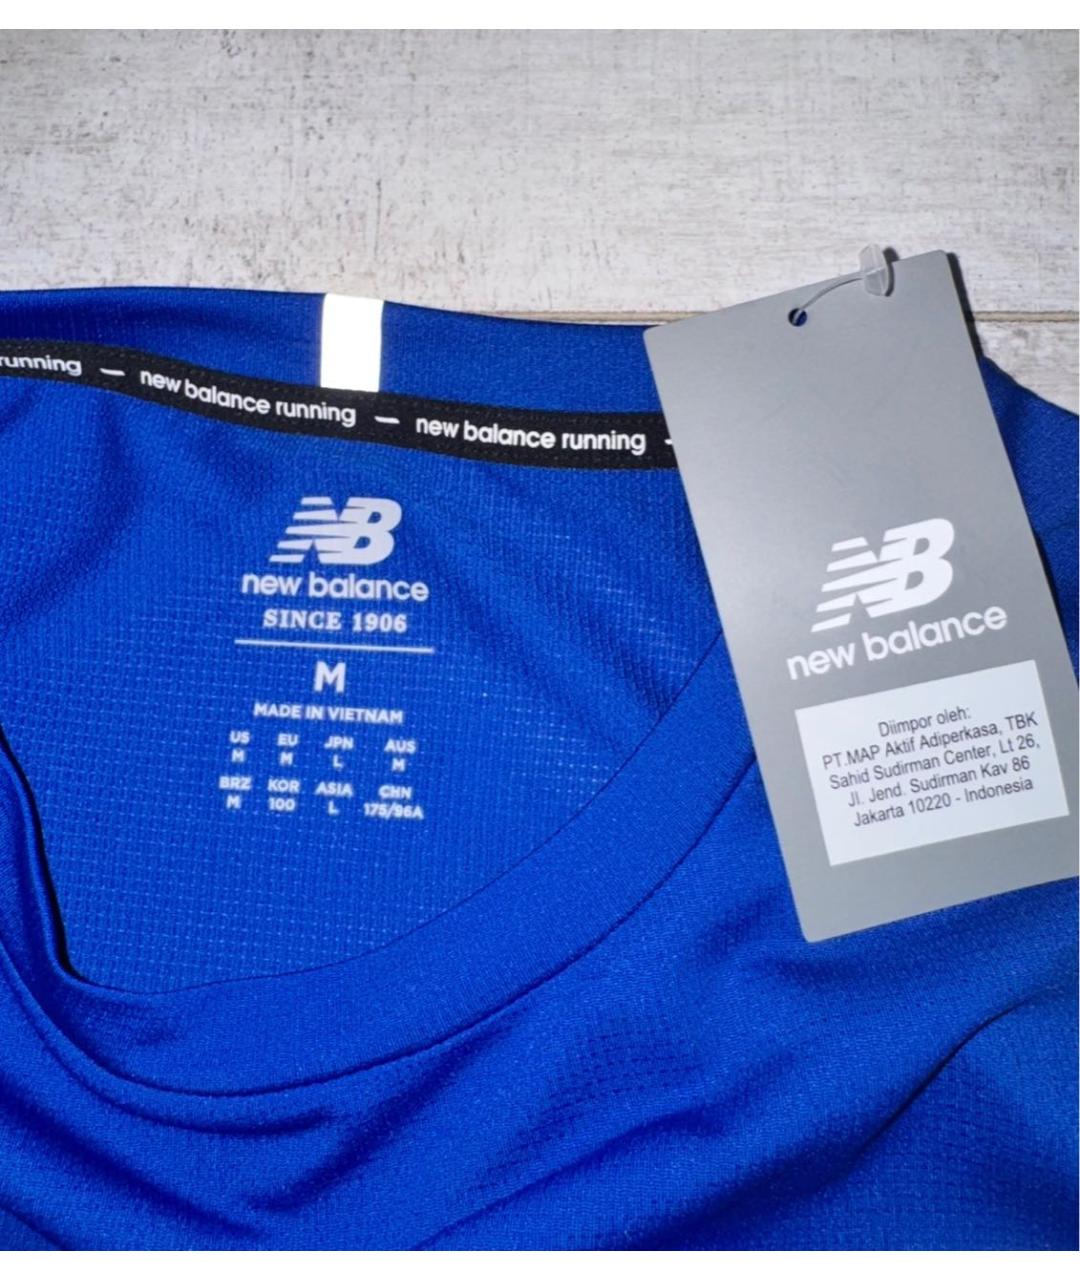 running — new balance running — new balance running -
NB
new balance
SINCE 1906
M
MADE IN VIETNAM
US EU JPN AUS
M M L M
BRZ KOR ASIA CHN
M 100 L 175/96A
NB
new balance
Diimpor oleh:
PT.MAP Aktif Adiperkasa, TBK
Sahid Sudirman Center, Lt 26,
Jl. Jend. Sudirman Kav 86
Jakarta 10220 - Indonesia